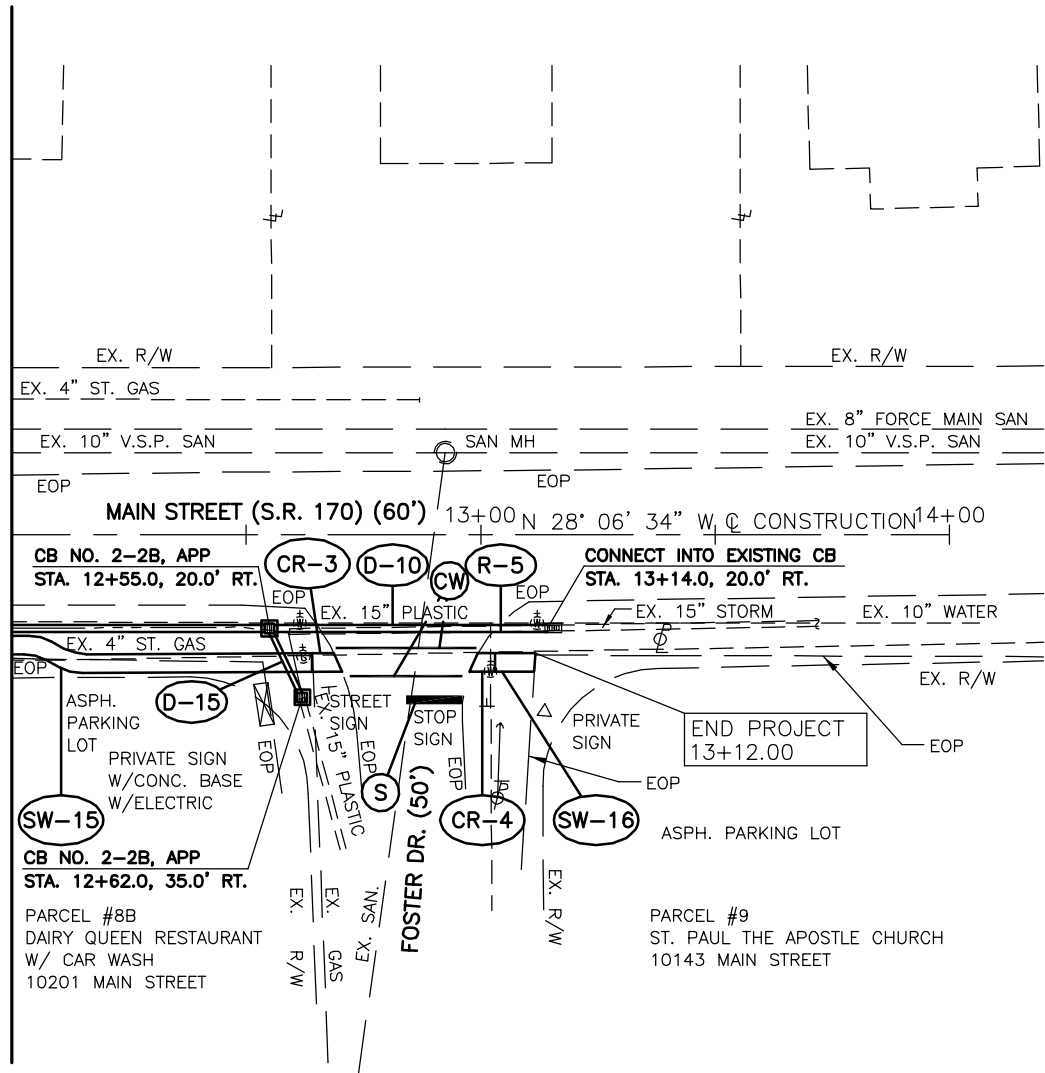 EX. R/W
EX. R/W
EX. 4" ST. GAS
EX. 8" FORCE MAIN SAN
EX. 10" V.S.P. SAN
SAN MH
EX. 10" V.S.P. SAN
EOP
EOP
MAIN STREET (S.R. 170) (60')
13+00
N 28° 06' 34" W ℄ CONSTRUCTION
14+00
CB NO. 2-2B, APP
STA. 12+55.0, 20.0' RT.
CR-3
D-10
CW
R-5
CONNECT INTO EXISTING CB
STA. 13+14.0, 20.0' RT.
EOP
EOP
EX. 15" PLASTIC
EX. 15" STORM
EX. 10" WATER
EX. 4" ST. GAS
EOP
EX. R/W
D-15
ASPH.
PARKING
LOT
STREET
SIGN
STOP
SIGN
PRIVATE
SIGN
END PROJECT
13+12.00
EOP
PRIVATE SIGN
W/CONC. BASE
W/ELECTRIC
EOP
EX. 15" PLASTIC
EOP
EOP
EOP
S
SW-15
CR-4
SW-16
ASPH. PARKING LOT
CB NO. 2-2B, APP
STA. 12+62.0, 35.0' RT.
FOSTER DR. (50')
EX. R/W
EX. GAS
EX. SAN.
EX. R/W
PARCEL #8B
DAIRY QUEEN RESTAURANT
W/ CAR WASH
10201 MAIN STREET
PARCEL #9
ST. PAUL THE APOSTLE CHURCH
10143 MAIN STREET